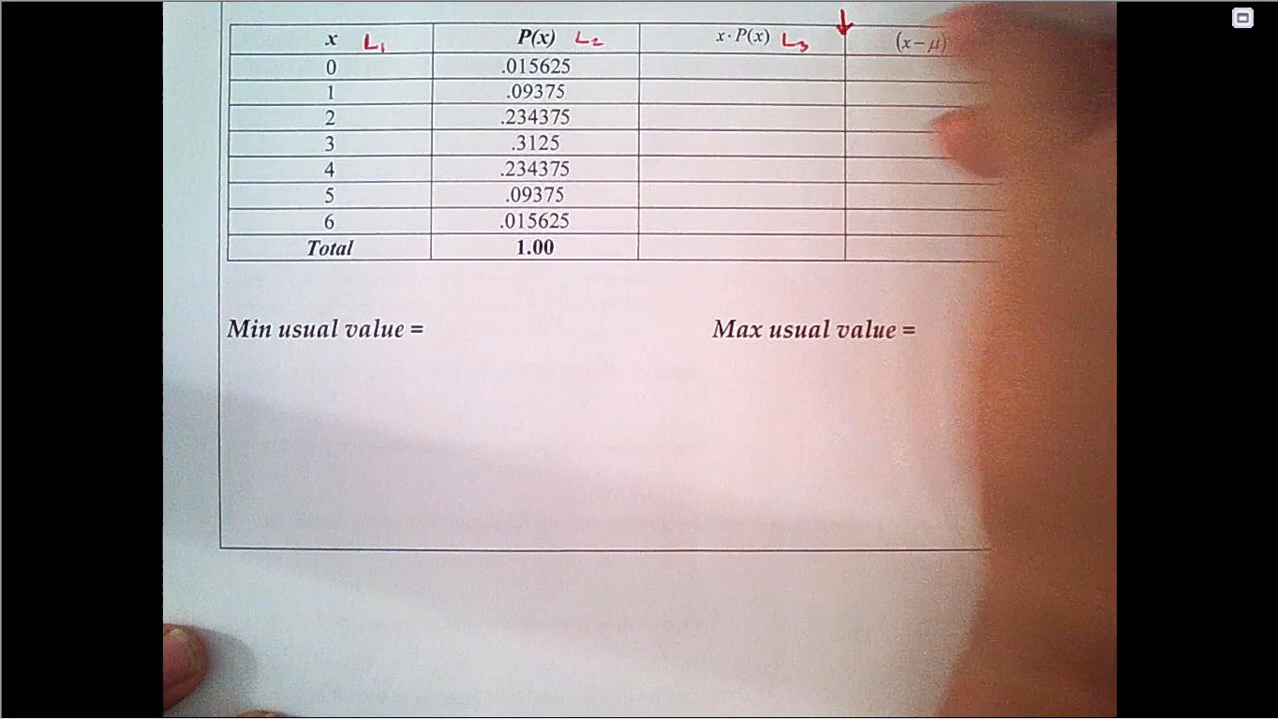 x L₁ P(x) L₂ x·P(x) L₃ (x−μ)
0 .015625
1 .09375
2 .234375
3 .3125
4 .234375
5 .09375
6 .015625
Total 1.00
Min usual value = Max usual value =